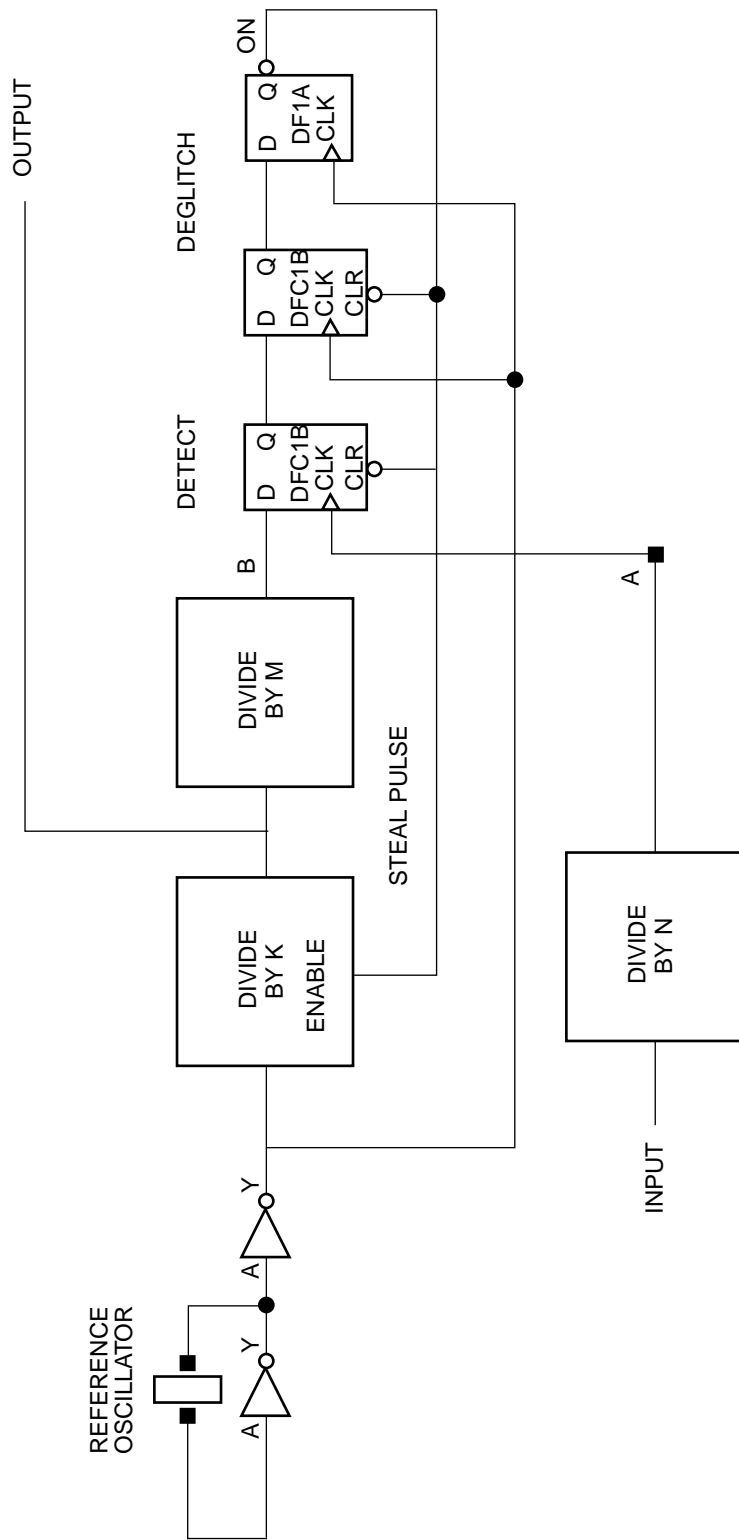 REFERENCE
OSCILLATOR
A
Y
A
Y
DIVIDE
BY K
ENABLE
STEAL PULSE
OUTPUT
DIVIDE
BY M
B
DETECT
D
Q
DFC1B
CLK
CLR
DEGLITCH
D
Q
DFC1B
CLK
CLR
D
Q
DF1A
CLK
ON
INPUT
DIVIDE
BY N
A